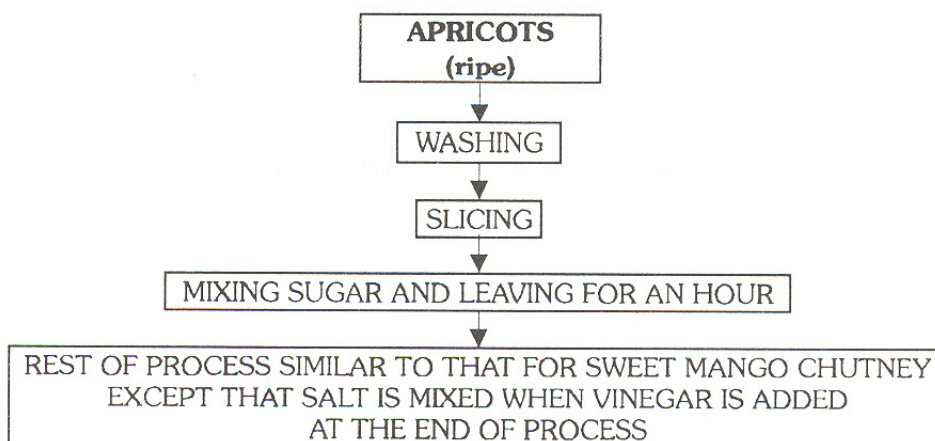 APRICOTS
(ripe)
WASHING
SLICING
MIXING SUGAR AND LEAVING FOR AN HOUR
REST OF PROCESS SIMILAR TO THAT FOR SWEET MANGO CHUTNEY
EXCEPT THAT SALT IS MIXED WHEN VINEGAR IS ADDED
AT THE END OF PROCESS